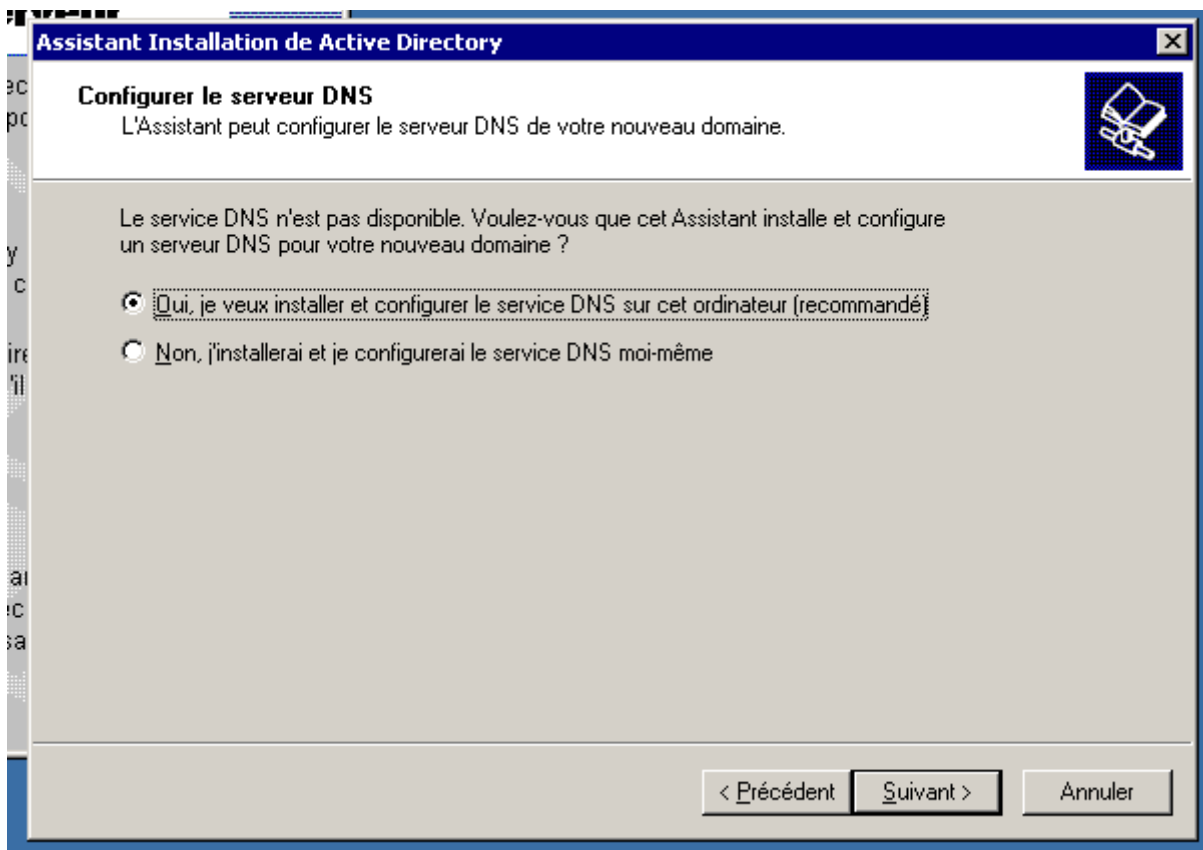 erveur
Assistant Installation de Active Directory
Configurer le serveur DNS
L'Assistant peut configurer le serveur DNS de votre nouveau domaine.
Le service DNS n'est pas disponible. Voulez-vous que cet Assistant installe et configure
un serveur DNS pour votre nouveau domaine ?
Oui, je veux installer et configurer le service DNS sur cet ordinateur (recommandé)
Non, j'installerai et je configurerai le service DNS moi-même
< Précédent
Suivant >
Annuler